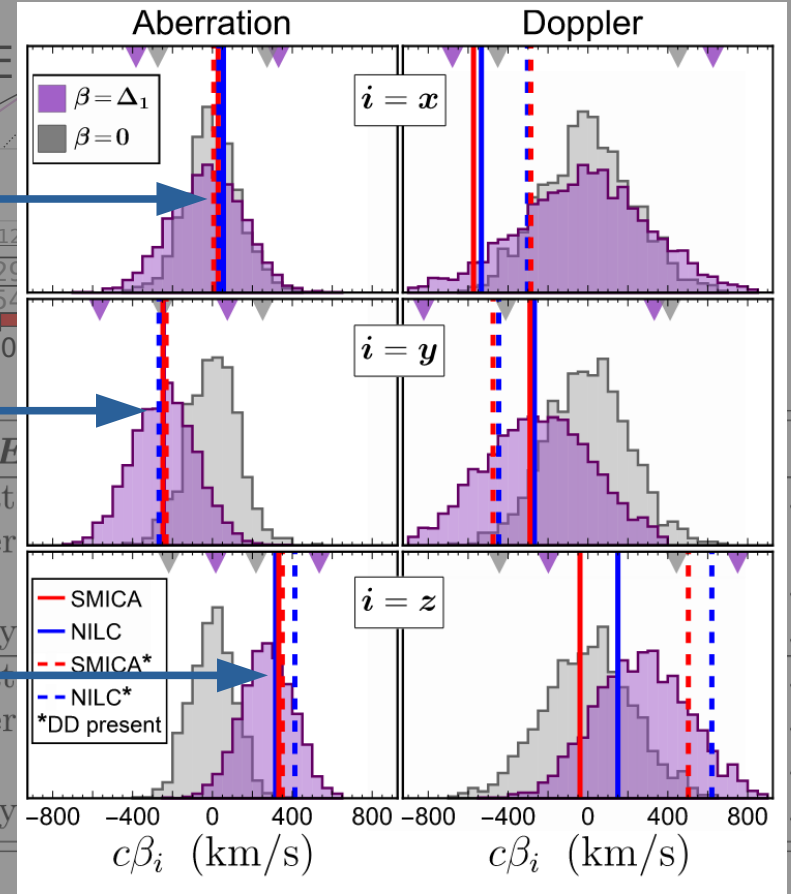 Aberration Doppler
β = Δ₁
β = 0
i = x
i = y
i = z
SMICA
NILC
SMICA*
NILC*
*DD present
−800 −400 0 400 800 −800 −400 0 400 800
cβᵢ (km/s) cβᵢ (km/s)